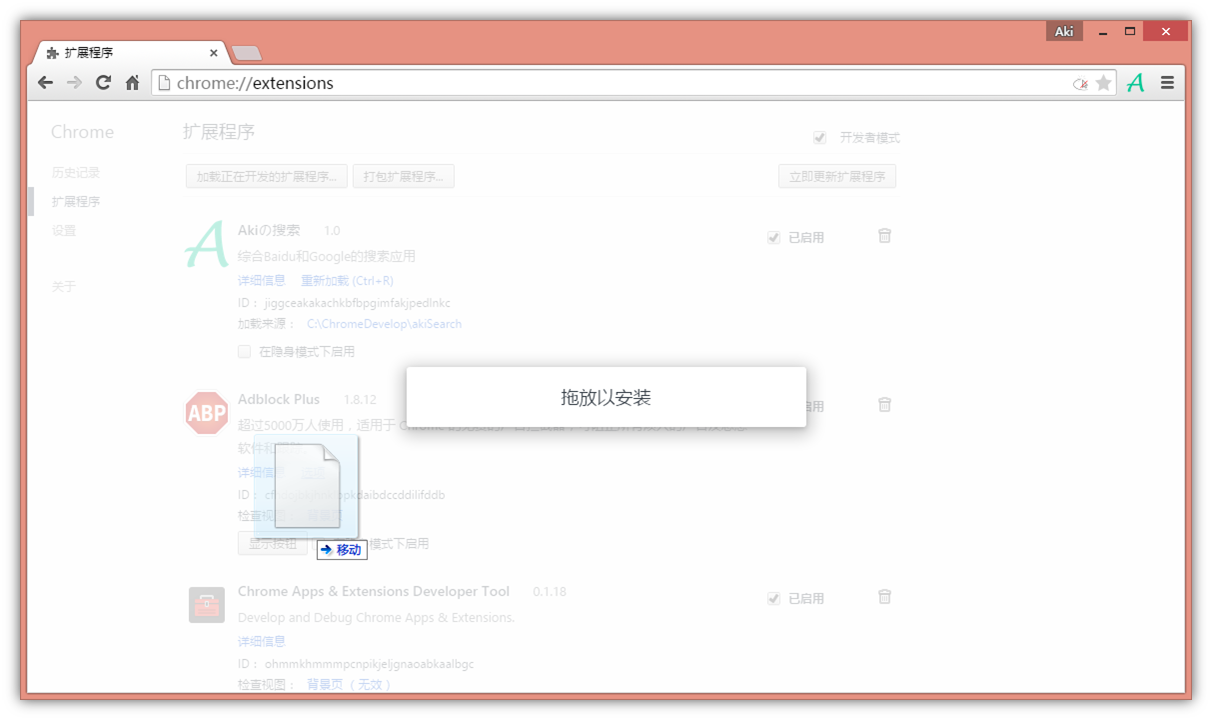 Aki
扩展程序
chrome://extensions
Chrome
扩展程序
开发者模式
历史记录
扩展程序
设置
关于
加载正在开发的扩展程序...
打包扩展程序...
立即更新扩展程序
Akiの搜索 1.0
已启用
综合Baidu和Google的搜索应用
详细信息 重新加载 (Ctrl+R)
ID： jiggceakakachkbfbpgimfakjpedlnkc
加载来源： C:\ChromeDevelop\akiSearch
在隐身模式下启用
拖放以安装
ABP
Adblock Plus 1.8.12
启用
超过5000万人使用，适用于 Chrome
软件和
详细信息
ID： cf
pkdaibdccddilifddb
检查视图
显示按钮
模式下启用
移动
Chrome Apps & Extensions Developer Tool 0.1.18
已启用
Develop and Debug Chrome Apps & Extensions.
详细信息
ID： ohmmkhmmmpcnpikjeljgnaoabkaalbgc
检查视图： 背景页 （无效）